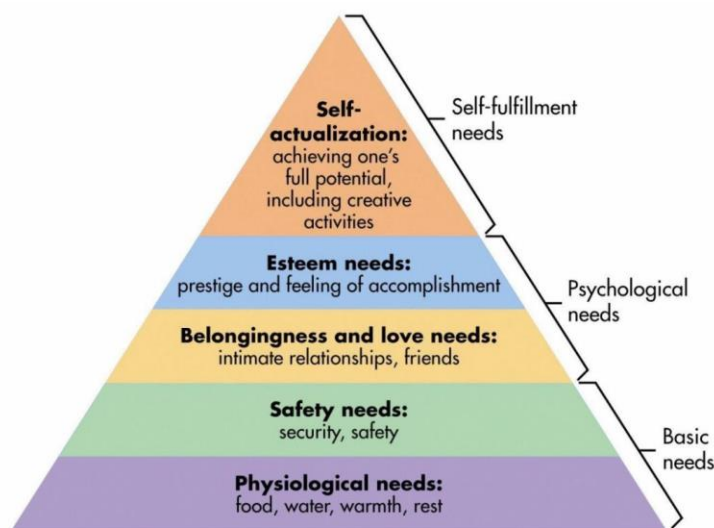 Self-
actualization:
achieving one's
full potential,
including creative
activities
Self-fulfillment
needs
Esteem needs:
prestige and feeling of accomplishment
Psychological
needs
Belongingness and love needs:
intimate relationships, friends
Safety needs:
security, safety
Basic
needs
Physiological needs:
food, water, warmth, rest